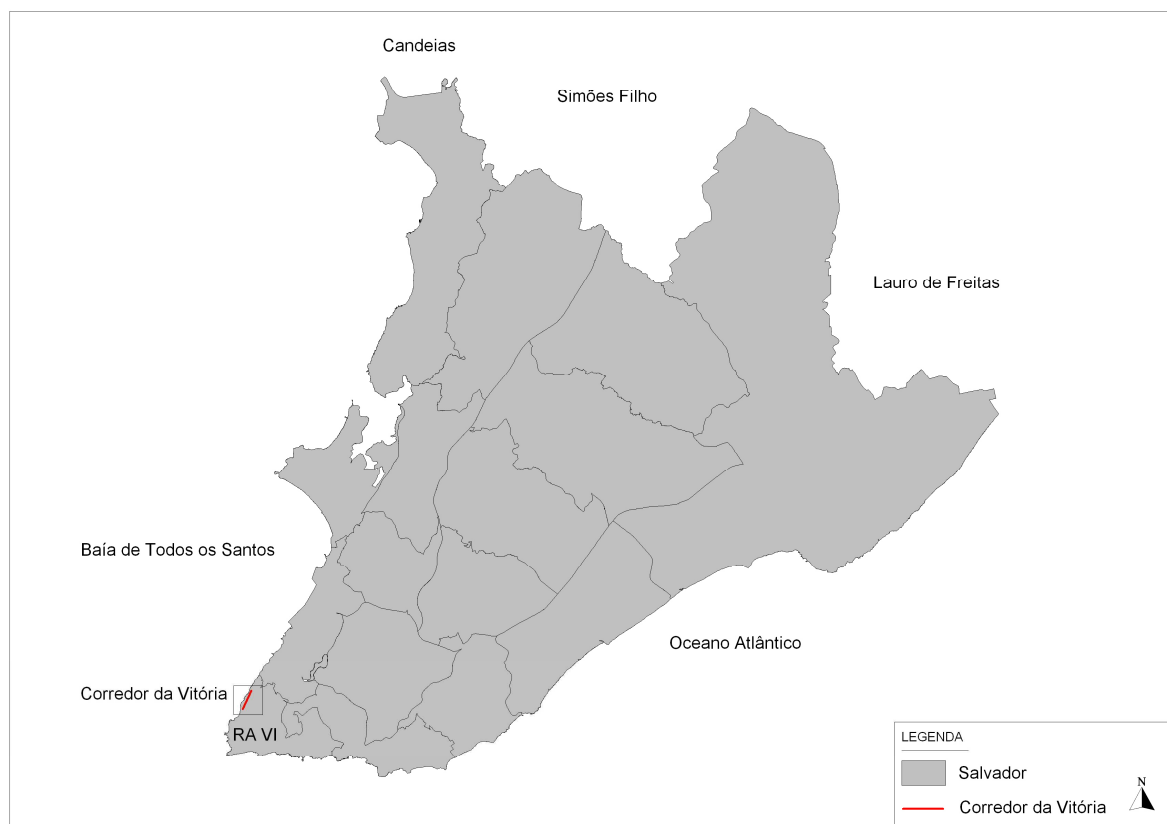 Candeias
Simões Filho
Lauro de Freitas
Baía de Todos os Santos
Oceano Atlântico
Corredor da Vitória
RA VI
LEGENDA
Salvador
Corredor da Vitória
N